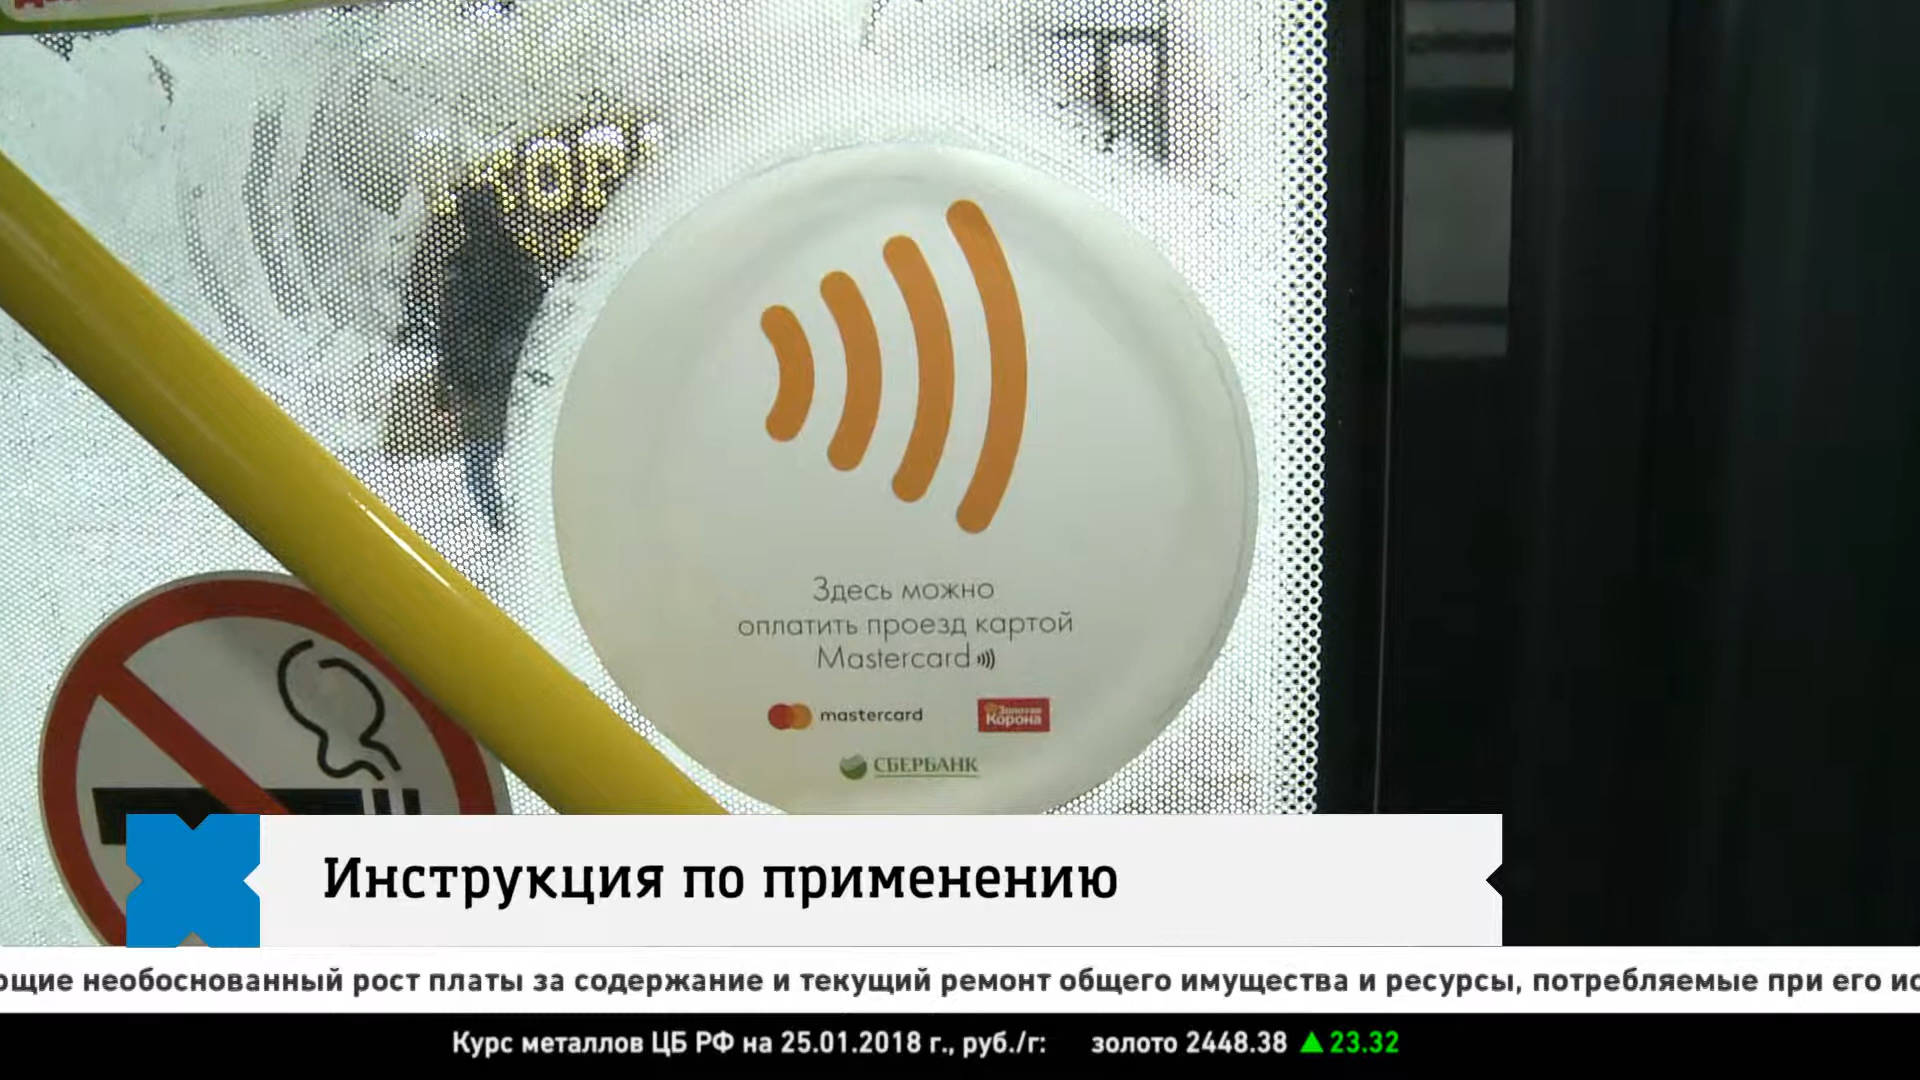 Здесь можно
оплатить проезд картой
Mastercard
mastercard
Золотая
Корона
СБЕРБАНК
Инструкция по применению
необоснованный рост платы за содержание и текущий ремонт общего имущества и ресурсы, потребляемые при его
Курс металлов ЦБ РФ на 25.01.2018 г., руб./г: золото 2448.38 ▲ 23.32